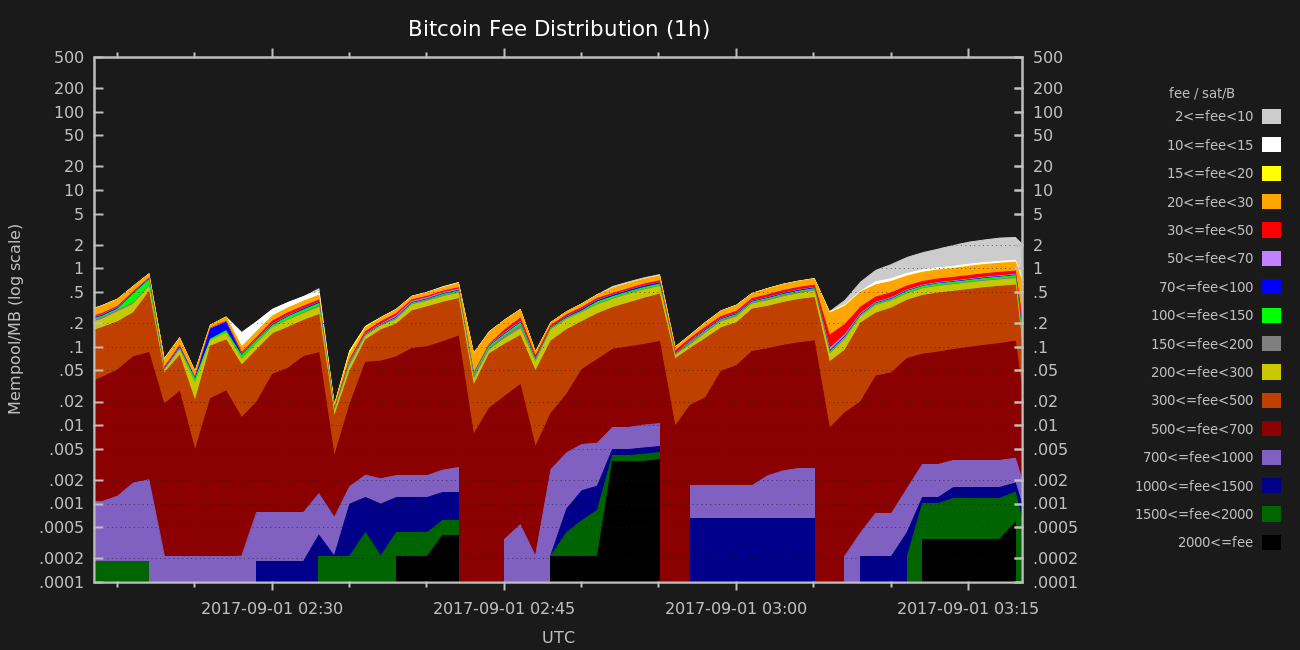 Bitcoin Fee Distribution (1h)
Mempool/MB (log scale)
500
200
100
50
20
10
5
2
1
.5
.2
.1
.05
.02
.01
.005
.002
.001
.0005
.0002
.0001
500
200
100
50
20
10
5
2
1
.5
.2
.1
.05
.02
.01
.005
.002
.001
.0005
.0002
.0001
2017-09-01 02:30
2017-09-01 02:45
2017-09-01 03:00
2017-09-01 03:15
UTC
fee / sat/B
2<=fee<10
10<=fee<15
15<=fee<20
20<=fee<30
30<=fee<50
50<=fee<70
70<=fee<100
100<=fee<150
150<=fee<200
200<=fee<300
300<=fee<500
500<=fee<700
700<=fee<1000
1000<=fee<1500
1500<=fee<2000
2000<=fee